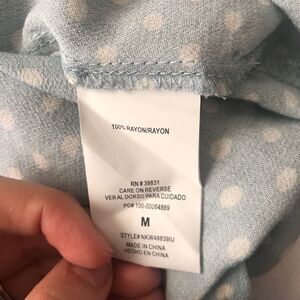 100% RAYON/RAYON
RN # 39831
CARE ON REVERSE
VER AL DORSO PARA CUIDADO
PO# 100-00064889
M
STYLE# NKW48839IU
MADE IN CHINA
HECHO EN CHINA